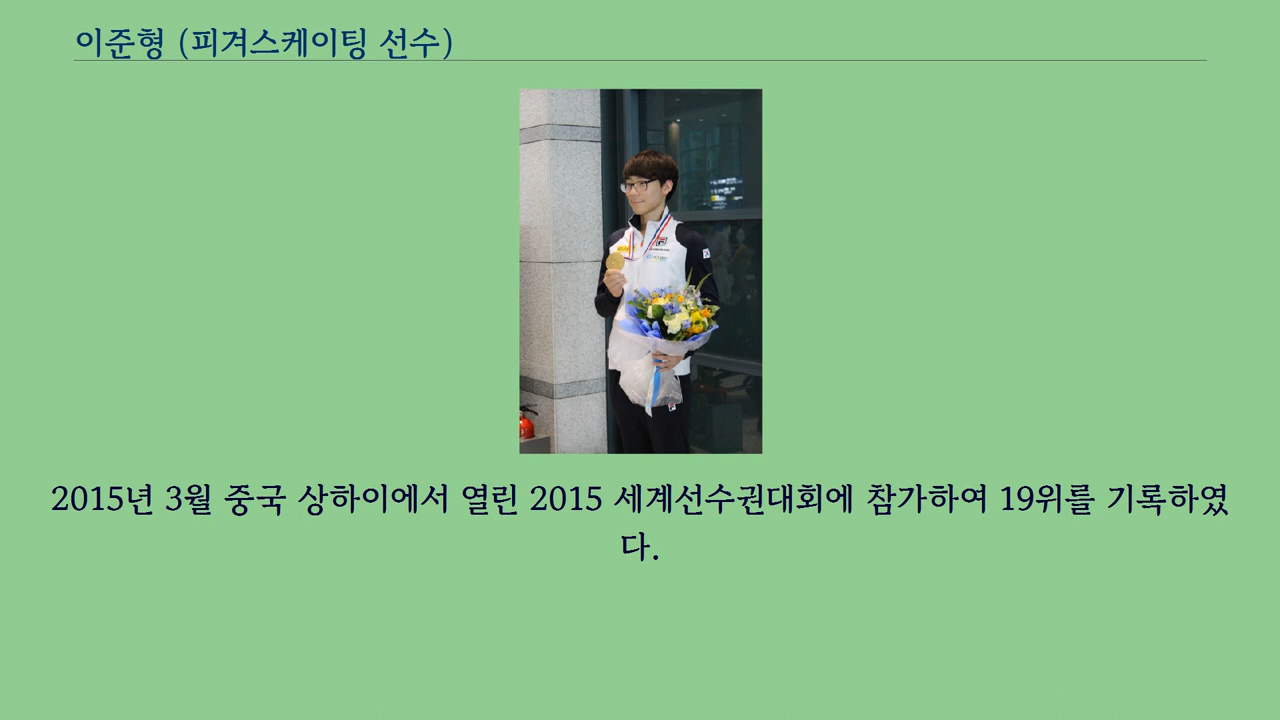 이준형 (피겨스케이팅 선수)
2015년 3월 중국 상하이에서 열린 2015 세계선수권대회에 참가하여 19위를 기록하였
다.